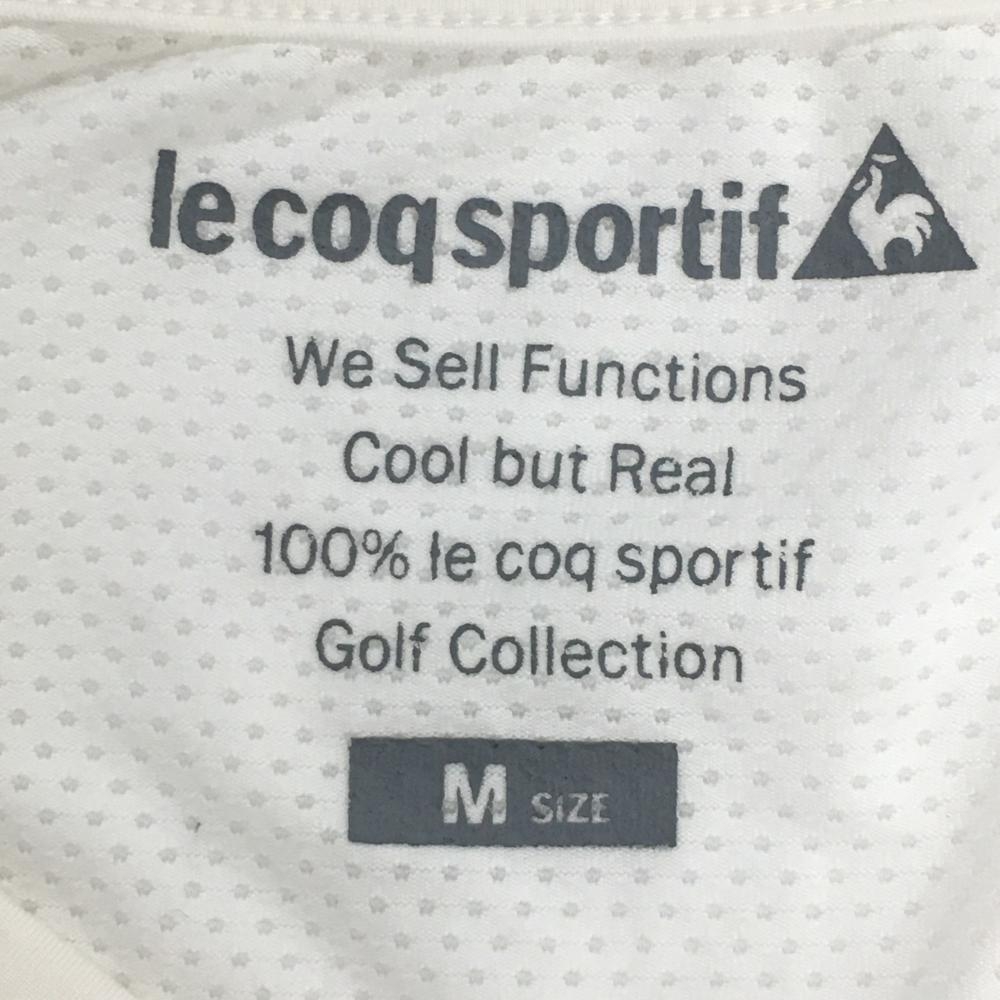 le coq sportif
We Sell Functions
Cool but Real
100% le coq sportif
Golf Collection
M SIZE